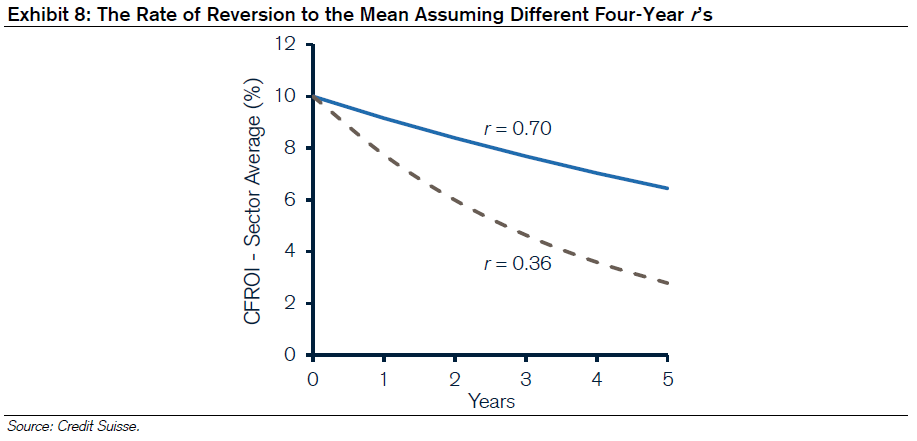 Exhibit 8: The Rate of Reversion to the Mean Assuming Different Four-Year r's
12
10
8
6
4
2
0
CFROI - Sector Average (%)
r = 0.70
r = 0.36
0 1 2 3 4 5
Years
Source: Credit Suisse.